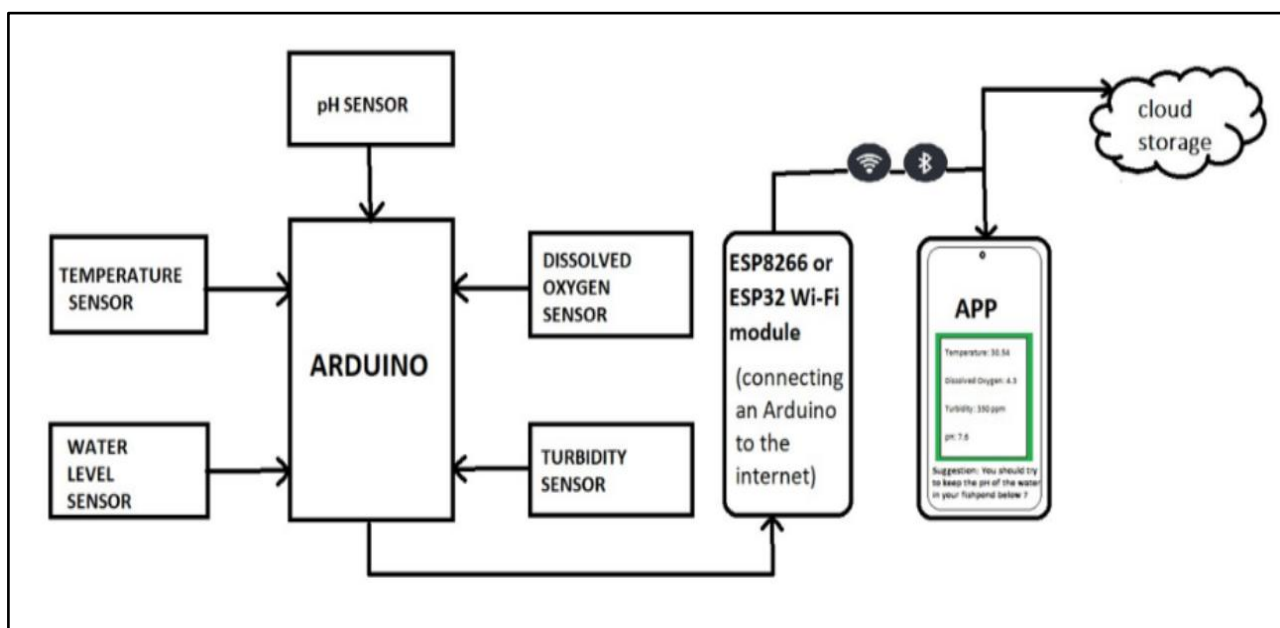 pH SENSOR
cloud
storage
TEMPERATURE
SENSOR
DISSOLVED
OXYGEN
SENSOR
ARDUINO
WATER
LEVEL
SENSOR
TURBIDITY
SENSOR
ESP8266 or
ESP32 Wi-Fi
module
(connecting
an Arduino
to the
internet)
APP
Temperature: 30.54
Dissolved Oxygen: 4.3
Turbidity: 350 ppm
pH: 7.6
Suggestion: You should try
to keep the pH of the water
in your fishpond below 7